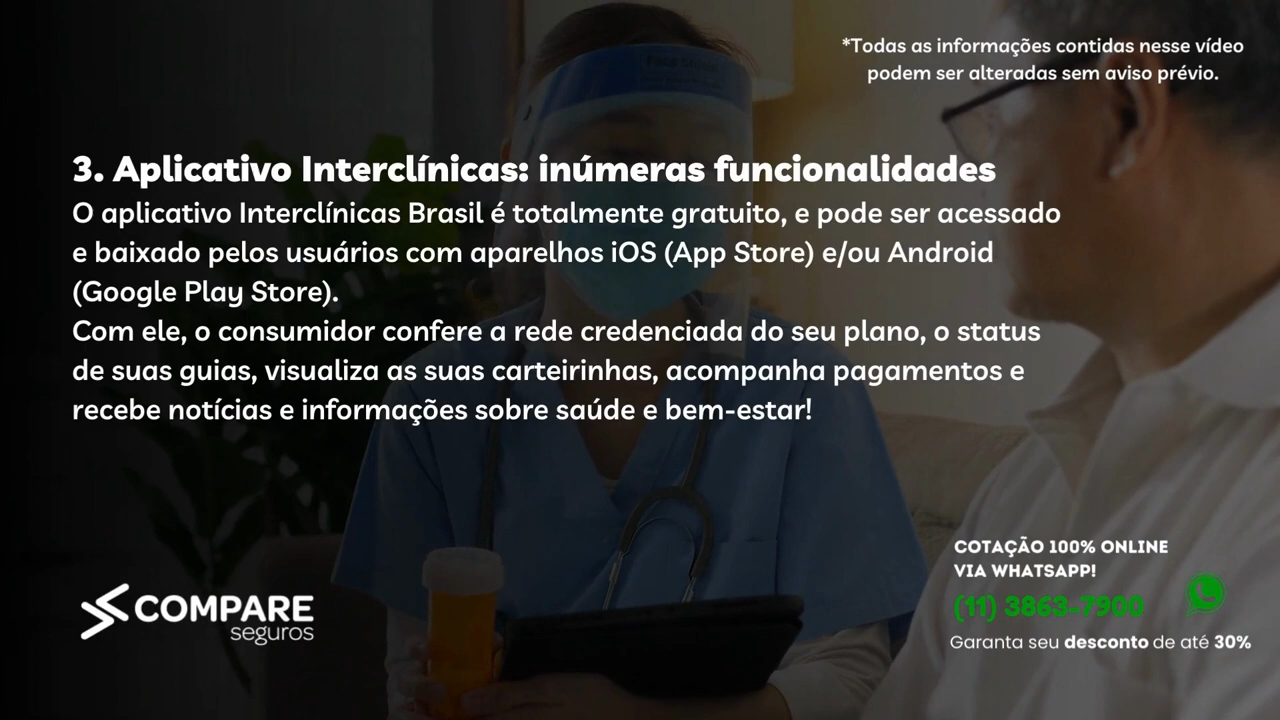 *Todas as informações contidas nesse vídeo
podem ser alteradas sem aviso prévio.
3. Aplicativo Interclínicas: inúmeras funcionalidades
O aplicativo Interclínicas Brasil é totalmente gratuito, e pode ser acessado
e baixado pelos usuários com aparelhos iOS (App Store) e/ou Android
(Google Play Store).
Com ele, o consumidor confere a rede credenciada do seu plano, o status
de suas guias, visualiza as suas carteirinhas, acompanha pagamentos e
recebe notícias e informações sobre saúde e bem-estar!
COMPARE
seguros
COTAÇÃO 100% ONLINE
VIA WHATSAPP!
(11) 3863-7900
Garanta seu desconto de até 30%